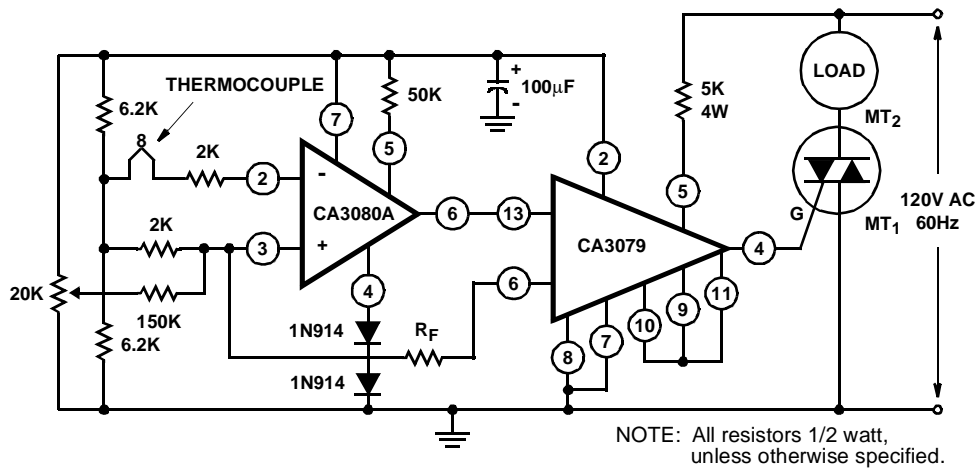 THERMOCOUPLE
6.2K
8
2K
2
-
7
50K
5
CA3080A
+
100μF
-
6
13
2
5K
4W
5
LOAD
MT2
G
MT1
120V AC
60Hz
2K
3
+
4
20K
150K
6.2K
1N914
1N914
RF
6
CA3079
4
8
7
10
9
11
NOTE: All resistors 1/2 watt,
unless otherwise specified.